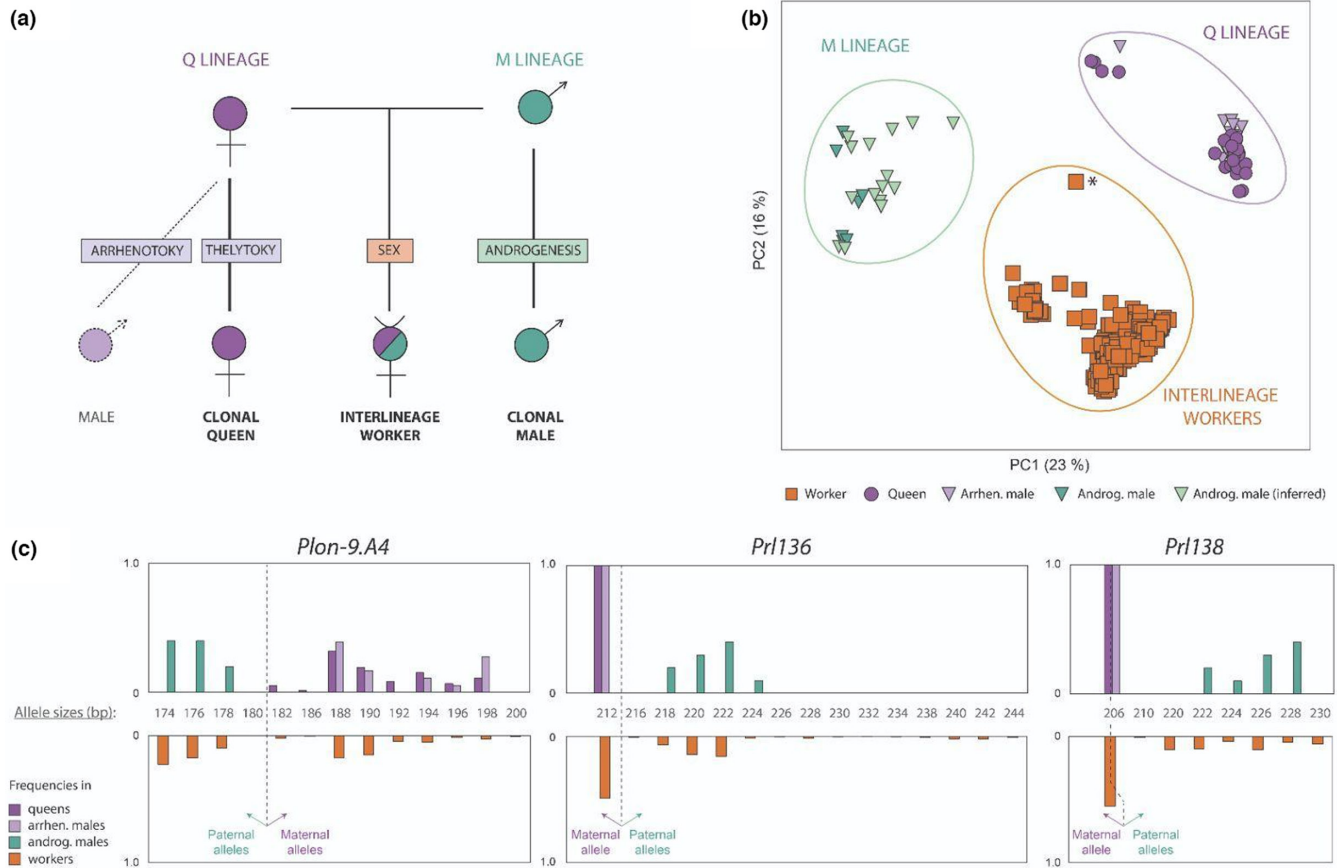 (a)
Q LINEAGE
M LINEAGE
ARRHENOTOKY
THELYTOKY
SEX
ANDROGENESIS
MALE
CLONAL
QUEEN
INTERLINEAGE
WORKER
CLONAL
MALE
(b)
M LINEAGE
Q LINEAGE
*
INTERLINEAGE
WORKERS
PC2 (16 %)
PC1 (23 %)
Worker
Queen
Arrhen. male
Androg. male
Androg. male (inferred)
(c)
Plon-9.A4
Prl136
Prl138
1.0
0
1.0
0
1.0
0
Allele sizes (bp):
174 176 178 180 182 186 188 190 192 194 196 198 200
212 216 218 220 222 224 226 228 230 232 234 238 240 242 244
206 210 220 222 224 226 228 230
0
1.0
0
1.0
0
1.0
Frequencies in
queens
arrhen. males
androg. males
workers
Paternal
alleles
Maternal
alleles
Maternal
allele
Paternal
alleles
Maternal
allele
Paternal
alleles